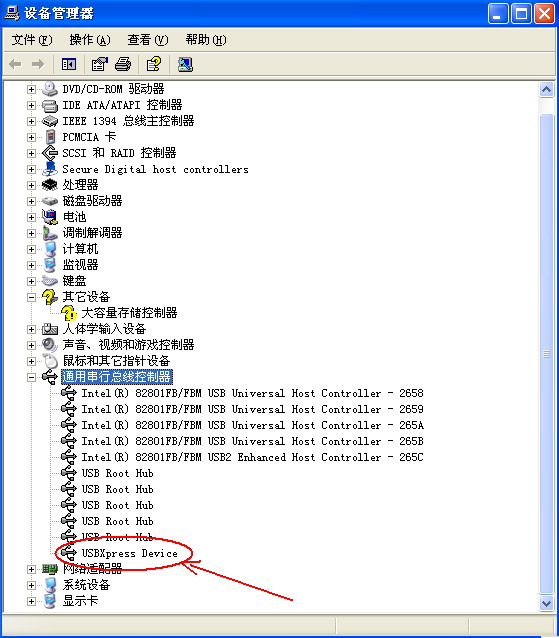 设备管理器
文件(F) 操作(A) 查看(V) 帮助(H)
DVD/CD-ROM 驱动器
IDE ATA/ATAPI 控制器
IEEE 1394 总线主控制器
PCMCIA 卡
SCSI 和 RAID 控制器
Secure Digital host controllers
处理器
磁盘驱动器
电池
调制解调器
计算机
监视器
键盘
其它设备
大容量存储控制器
人体学输入设备
声音、视频和游戏控制器
鼠标和其它指针设备
通用串行总线控制器
Intel(R) 82801FB/FBM USB Universal Host Controller - 2658
Intel(R) 82801FB/FBM USB Universal Host Controller - 2659
Intel(R) 82801FB/FBM USB Universal Host Controller - 265A
Intel(R) 82801FB/FBM USB Universal Host Controller - 265B
Intel(R) 82801FB/FBM USB2 Enhanced Host Controller - 265C
USB Root Hub
USB Root Hub
USB Root Hub
USB Root Hub
USB Root Hub
USBXpress Device
网络适配器
系统设备
显示卡